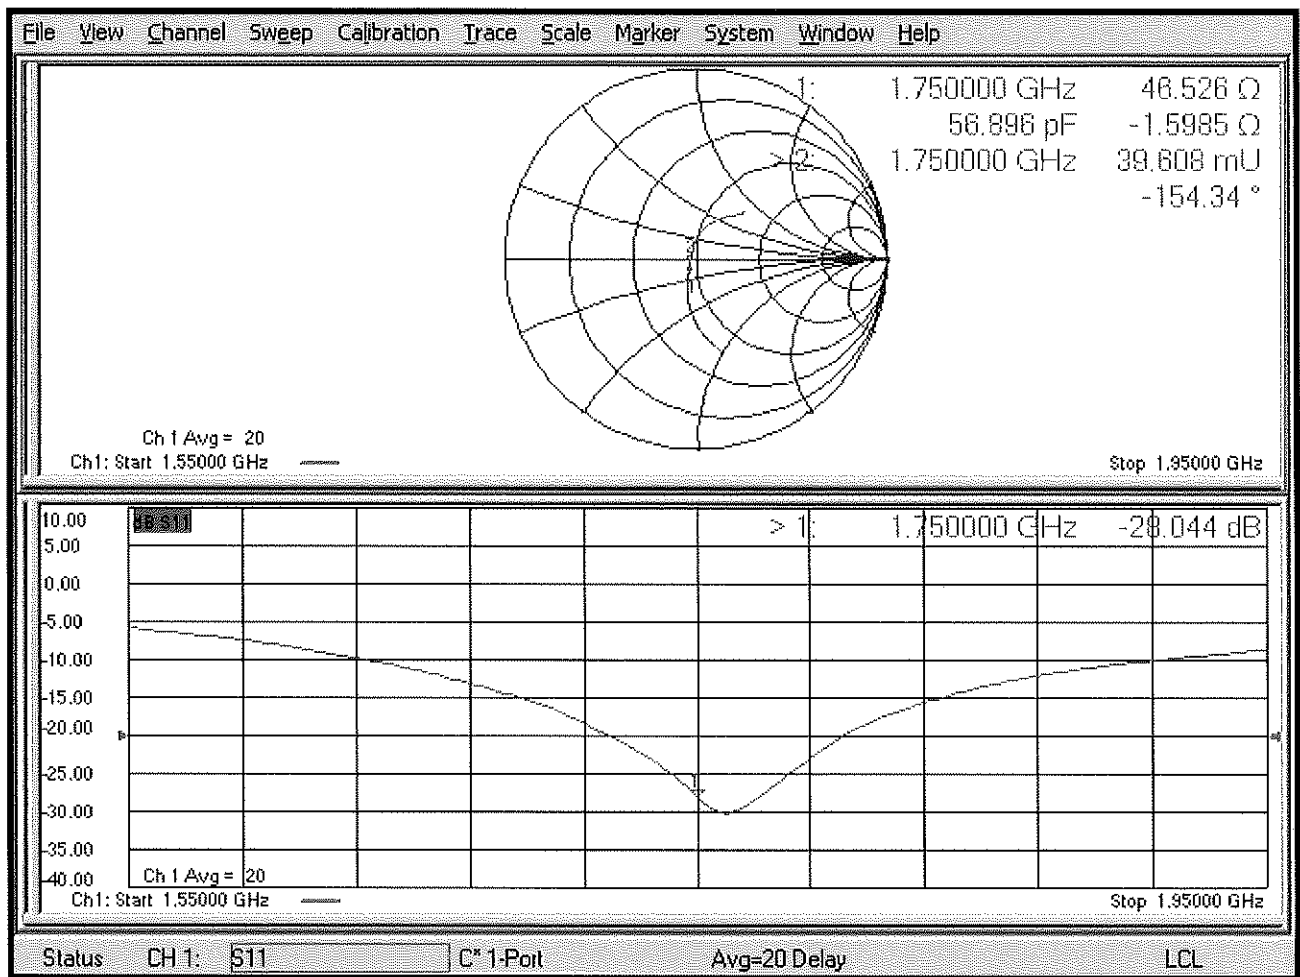 File View Channel Sweep Calibration Trace Scale Marker System Window Help
1: 1.750000 GHz 46.526 Ω
56.896 pF -1.5985 Ω
> 2: 1.750000 GHz 39.608 mU
-154.34 °
Ch 1 Avg = 20
Ch1: Start 1.55000 GHz Stop 1.95000 GHz
10.00 dB S11 > 1: 1.750000 GHz -28.044 dB
5.00
0.00
-5.00
-10.00
-15.00
-20.00
-25.00
1
-30.00
-35.00
-40.00 Ch 1 Avg = 20
Ch1: Start 1.55000 GHz Stop 1.95000 GHz
Status CH 1: S11 C* 1-Port Avg=20 Delay LCL